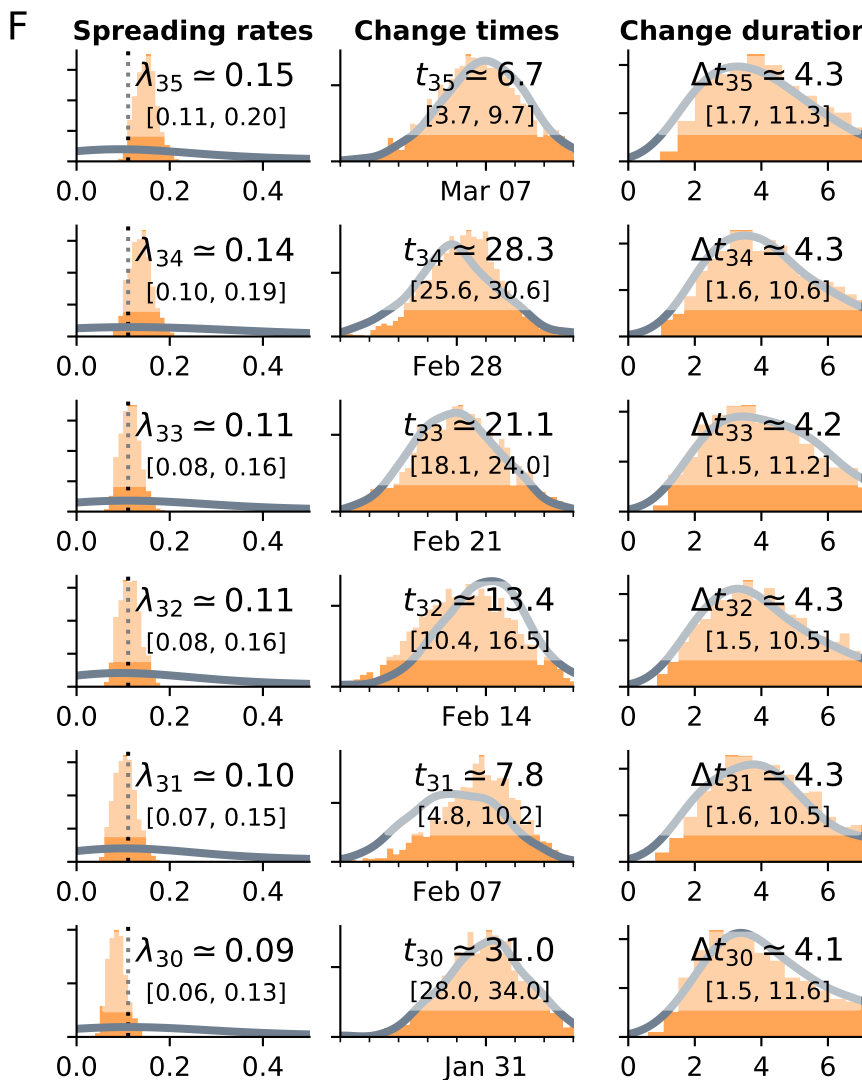 F
Spreading rates Change times Change duration
λ35 ≃ 0.15 t35 ≃ 6.7 Δt35 ≃ 4.3
[0.11, 0.20] [3.7, 9.7] [1.7, 11.3]
0.0 0.2 0.4 Mar 07 0 2 4 6
λ34 ≃ 0.14 t34 ≃ 28.3 Δt34 ≃ 4.3
[0.10, 0.19] [25.6, 30.6] [1.6, 10.6]
0.0 0.2 0.4 Feb 28 0 2 4 6
λ33 ≃ 0.11 t33 ≃ 21.1 Δt33 ≃ 4.2
[0.08, 0.16] [18.1, 24.0] [1.5, 11.2]
0.0 0.2 0.4 Feb 21 0 2 4 6
λ32 ≃ 0.11 t32 ≃ 13.4 Δt32 ≃ 4.3
[0.08, 0.16] [10.4, 16.5] [1.5, 10.5]
0.0 0.2 0.4 Feb 14 0 2 4 6
λ31 ≃ 0.10 t31 ≃ 7.8 Δt31 ≃ 4.3
[0.07, 0.15] [4.8, 10.2] [1.6, 10.5]
0.0 0.2 0.4 Feb 07 0 2 4 6
λ30 ≃ 0.09 t30 ≃ 31.0 Δt30 ≃ 4.1
[0.06, 0.13] [28.0, 34.0] [1.5, 11.6]
0.0 0.2 0.4 Jan 31 0 2 4 6